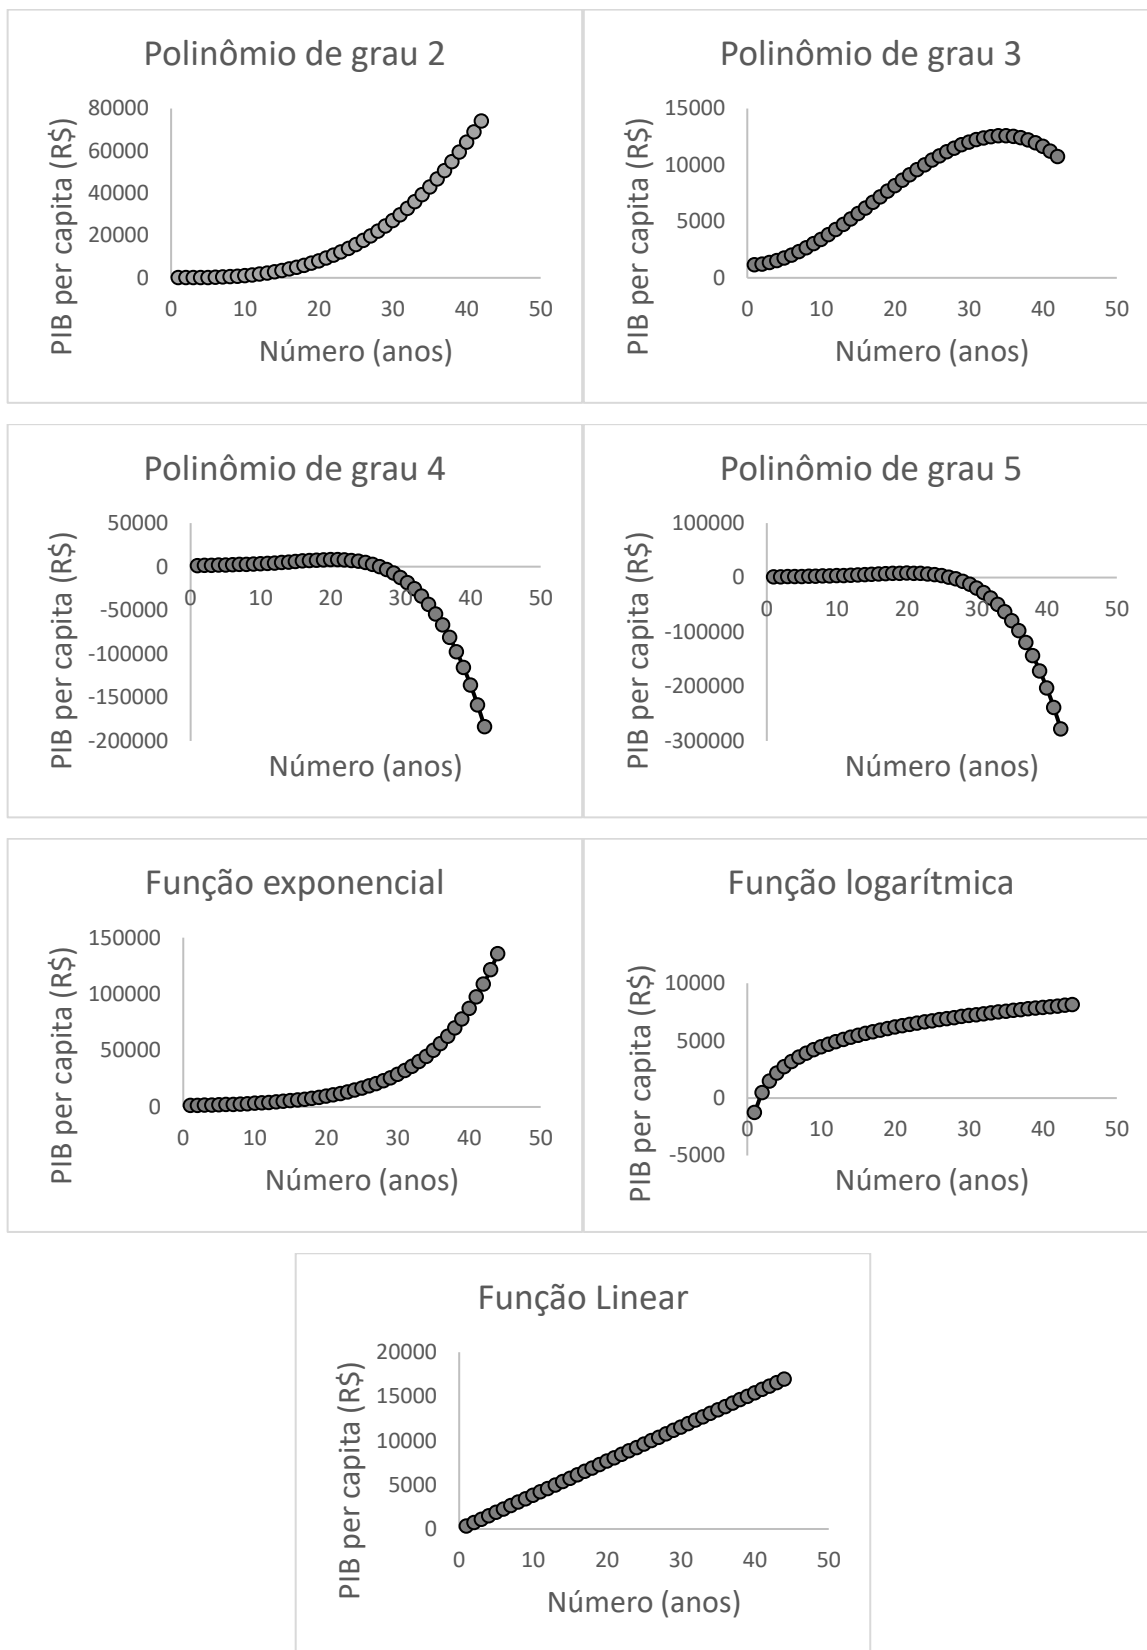 Polinômio de grau 2
PIB per capita (R$)
80000
60000
40000
20000
0
0 10 20 30 40 50
Número (anos)
Polinômio de grau 3
PIB per capita (R$)
15000
10000
5000
0
0 10 20 30 40 50
Número (anos)
Polinômio de grau 4
PIB per capita (R$)
50000
0
-50000
-100000
-150000
-200000
0 10 20 30 40 50
Número (anos)
Polinômio de grau 5
PIB per capita (R$)
100000
0
-100000
-200000
-300000
0 10 20 30 40 50
Número (anos)
Função exponencial
PIB per capita (R$)
150000
100000
50000
0
0 10 20 30 40 50
Número (anos)
Função logarítmica
PIB per capita (R$)
10000
5000
0
-5000
0 10 20 30 40 50
Número (anos)
Função Linear
PIB per capita (R$)
20000
15000
10000
5000
0
0 10 20 30 40 50
Número (anos)